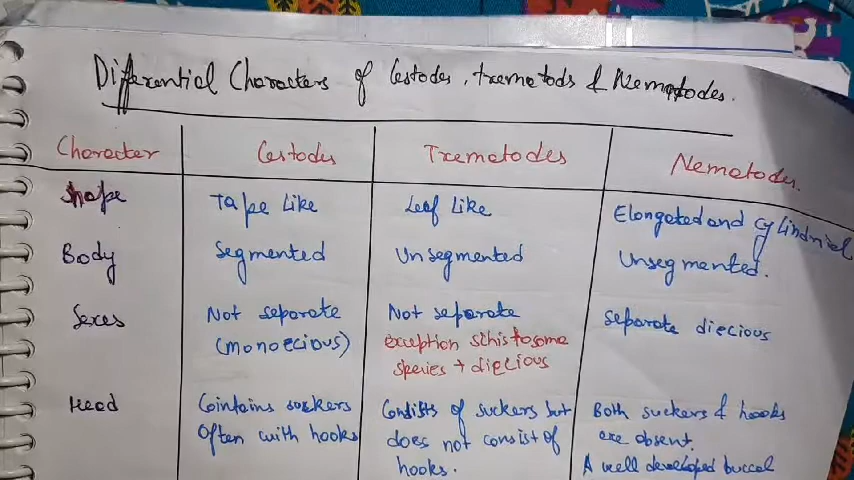 Differential Characters of Cestodes, trematods & Nematodes.
Character Cestodes Trematodes Nematodes.
Shape Tape Like Leaf Like Elongated and cylindrical
Body Segmented Unsegmented Unsegmented.
Sexes Not separate Not separate separate diecious
(monoecious) exception schistosoma
species → diecious
Head Contains suckers Consists of suckers but Both suckers & hooks
Often with hooks does not consist of are absent.
hooks. A well developed buccal